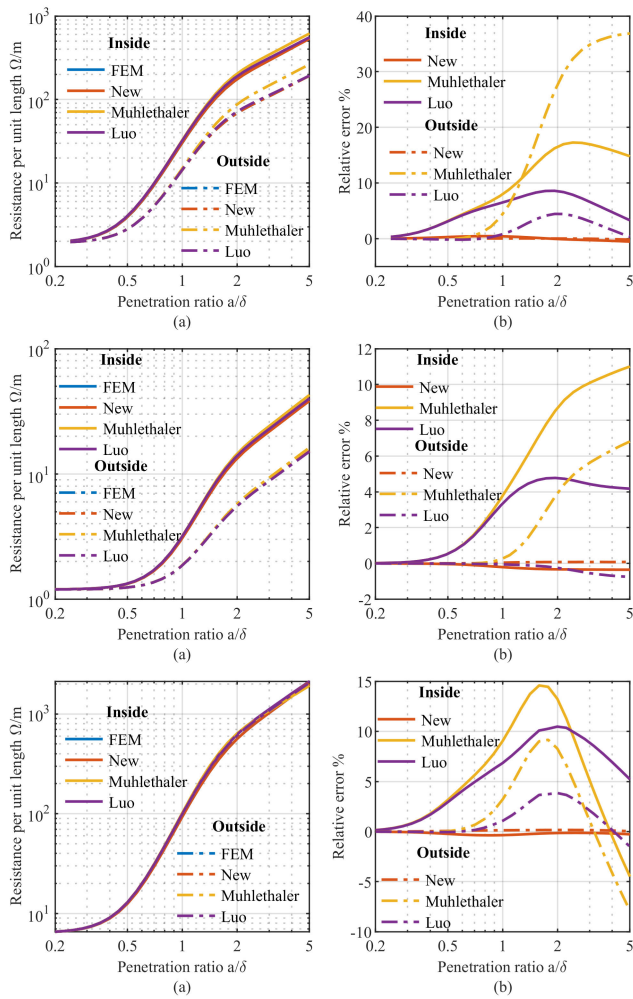 Resistance per unit length Ω/m
10^3
10^2
10^1
10^0
Inside
FEM
New
Muhlethaler
Luo
Outside
FEM
New
Muhlethaler
Luo
0.2 0.5 1 2 5
Penetration ratio a/δ
(a)
Relative error %
40
30
20
10
0
Inside
New
Muhlethaler
Luo
Outside
New
Muhlethaler
Luo
0.2 0.5 1 2 5
Penetration ratio a/δ
(b)
Resistance per unit length Ω/m
10^2
10^1
10^0
Inside
FEM
New
Muhlethaler
Luo
Outside
FEM
New
Muhlethaler
Luo
0.2 0.5 1 2 5
Penetration ratio a/δ
(a)
Relative error %
12
10
8
6
4
2
0
-2
Inside
New
Muhlethaler
Luo
Outside
New
Muhlethaler
Luo
0.2 0.5 1 2 5
Penetration ratio a/δ
(b)
Resistance per unit length Ω/m
10^3
10^2
10^1
Inside
FEM
New
Muhlethaler
Luo
Outside
FEM
New
Muhlethaler
Luo
0.2 0.5 1 2 5
Penetration ratio a/δ
(a)
Relative error %
15
10
5
0
-5
-10
Inside
New
Muhlethaler
Luo
Outside
New
Muhlethaler
Luo
0.2 0.5 1 2 5
Penetration ratio a/δ
(b)